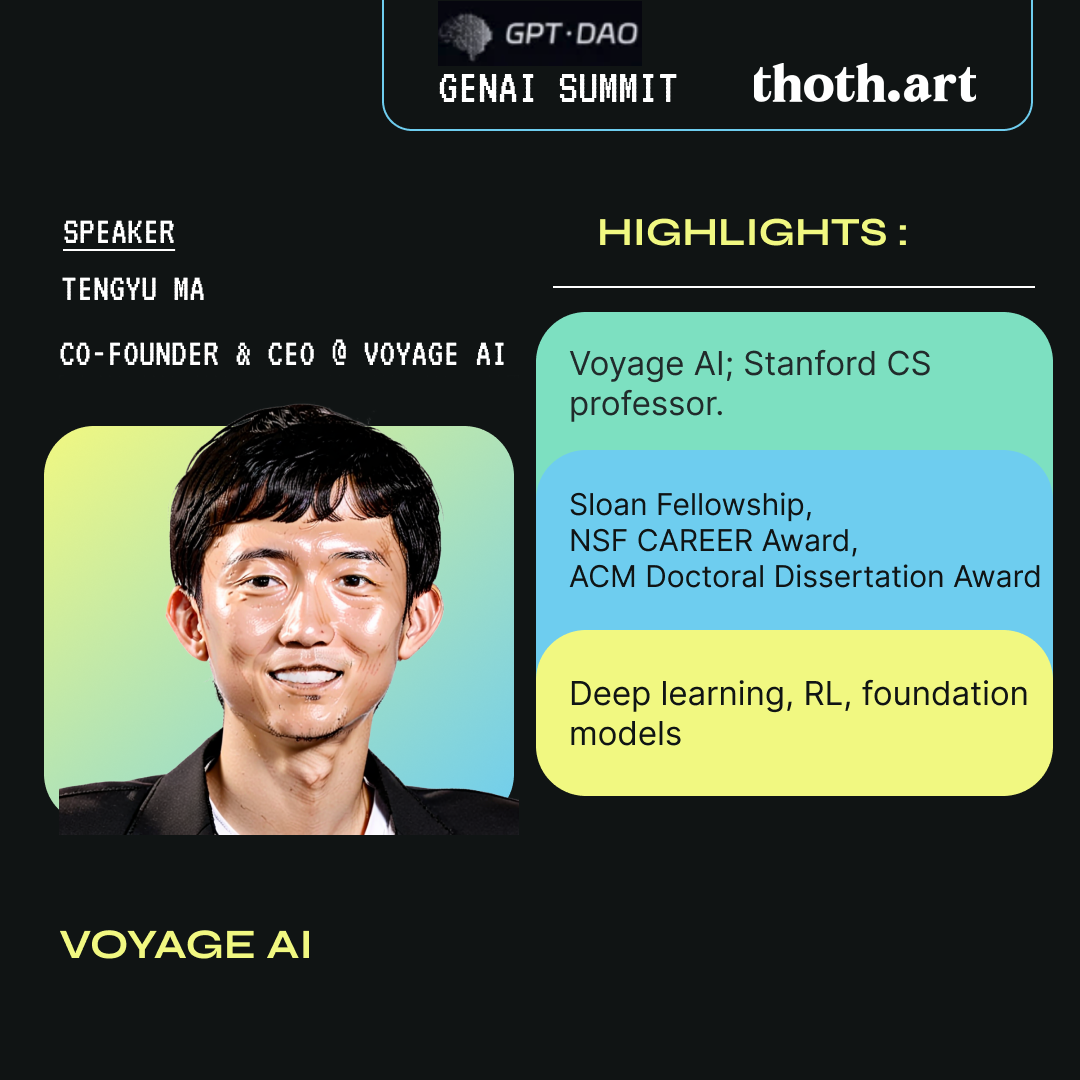 GPT·DAO
GENAI SUMMIT
thoth.art
SPEAKER
TENGYU MA
CO-FOUNDER & CEO @ VOYAGE AI
HIGHLIGHTS :
Voyage AI; Stanford CS
professor.
Sloan Fellowship,
NSF CAREER Award,
ACM Doctoral Dissertation Award
Deep learning, RL, foundation
models
VOYAGE AI